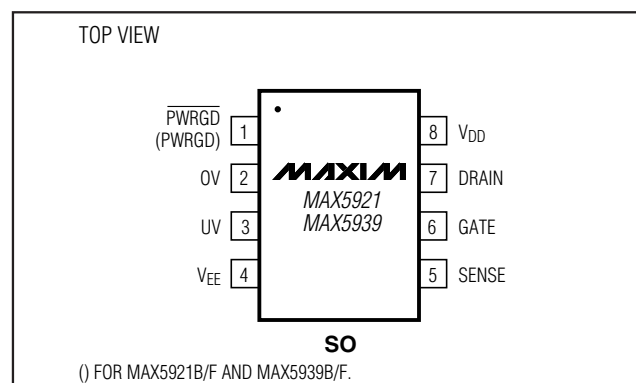 TOP VIEW
PWRGD
(PWRGD)
1
OV
2
UV
3
VEE
4
MAXIM
MAX5921
MAX5939
8
VDD
7
DRAIN
6
GATE
5
SENSE
SO
() FOR MAX5921B/F AND MAX5939B/F.